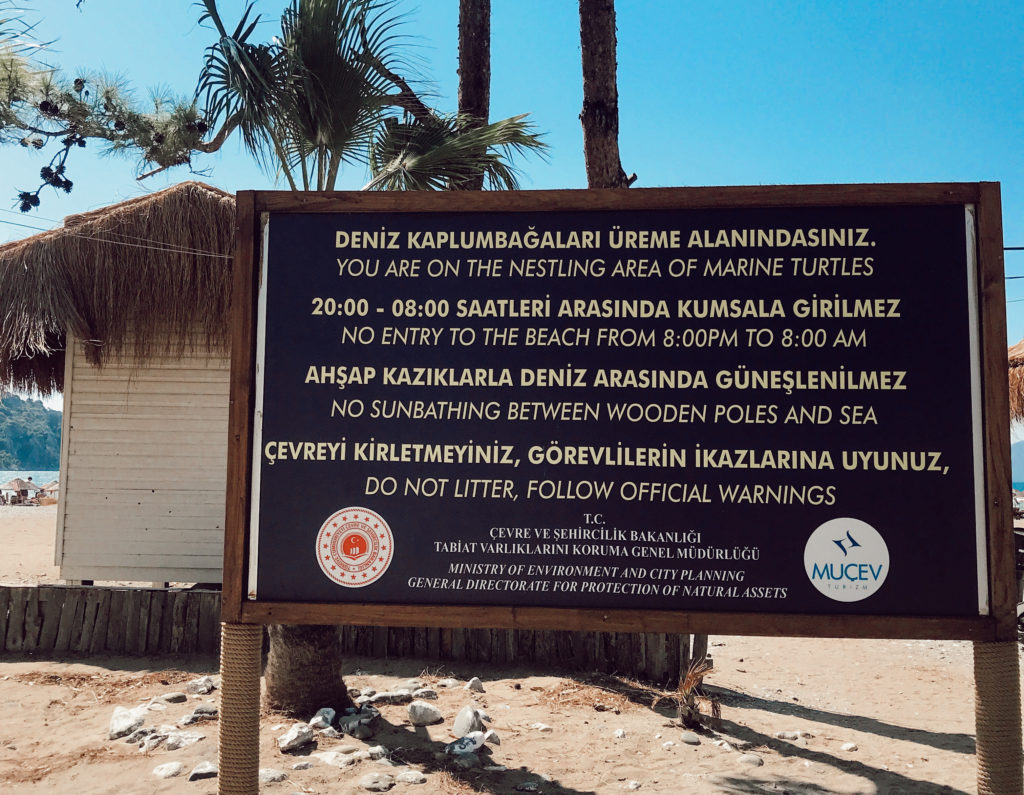 DENİZ KAPLUMBAĞALARI ÜREME ALANINDASINIZ.
YOU ARE ON THE NESTLING AREA OF MARINE TURTLES
20:00 - 08:00 SAATLERİ ARASINDA KUMSALA GİRİLMEZ
NO ENTRY TO THE BEACH FROM 8:00PM TO 8:00 AM
AHŞAP KAZIKLARLA DENİZ ARASINDA GÜNEŞLENİLMEZ
NO SUNBATHING BETWEEN WOODEN POLES AND SEA
ÇEVREYİ KİRLETMEYİNİZ, GÖREVLİLERİN İKAZLARINA UYUNUZ,
DO NOT LITTER, FOLLOW OFFICIAL WARNINGS
T.C.
ÇEVRE VE ŞEHİRCİLİK BAKANLIĞI
TABİAT VARLIKLARINI KORUMA GENEL MÜDÜRLÜĞÜ
MINISTRY OF ENVIRONMENT AND CITY PLANNING
GENERAL DIRECTORATE FOR PROTECTION OF NATURAL ASSETS
MUÇEV
TURİZM